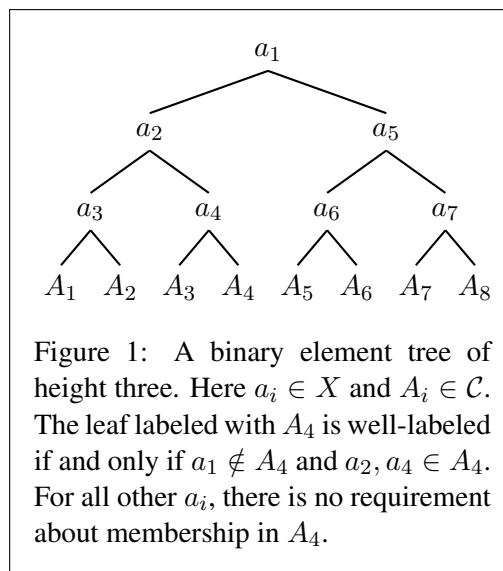 a₁
a₂ a₅
a₃ a₄ a₆ a₇
A₁ A₂ A₃ A₄ A₅ A₆ A₇ A₈
Figure 1: A binary element tree of
height three. Here aᵢ ∈ X and Aᵢ ∈ 𝒞.
The leaf labeled with A₄ is well-labeled
if and only if a₁ ∉ A₄ and a₂, a₄ ∈ A₄.
For all other aᵢ, there is no requirement
about membership in A₄.